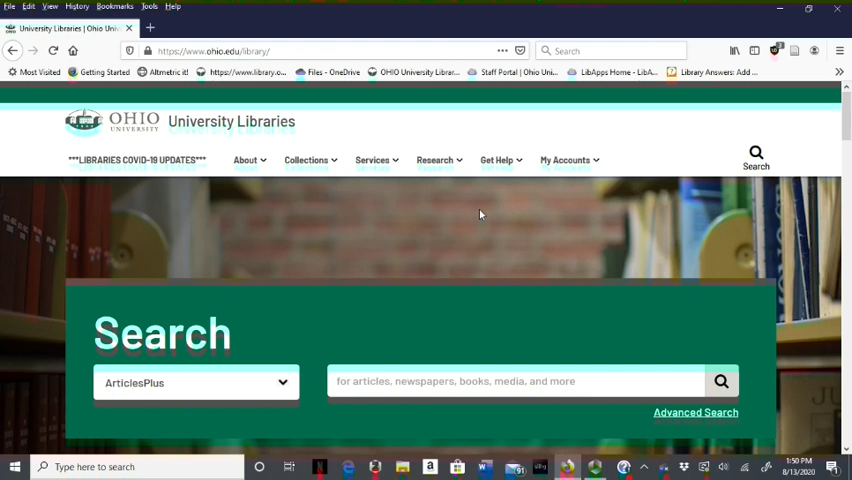 File Edit View History Bookmarks Tools Help
University Libraries | Ohio Univ
https://www.ohio.edu/library/
Search
Most Visited Getting Started Altmetric it! https://www.library.o... Files - OneDrive OHIO University Librar... Staff Portal | Ohio Uni... LibApps Home - LibA... Library Answers: Add ...
OHIO UNIVERSITY University Libraries
***LIBRARIES COVID-19 UPDATES*** About Collections Services Research Get Help My Accounts
Search
Search
ArticlesPlus
for articles, newspapers, books, media, and more
Advanced Search
Type here to search
91
1:50 PM
8/13/2020